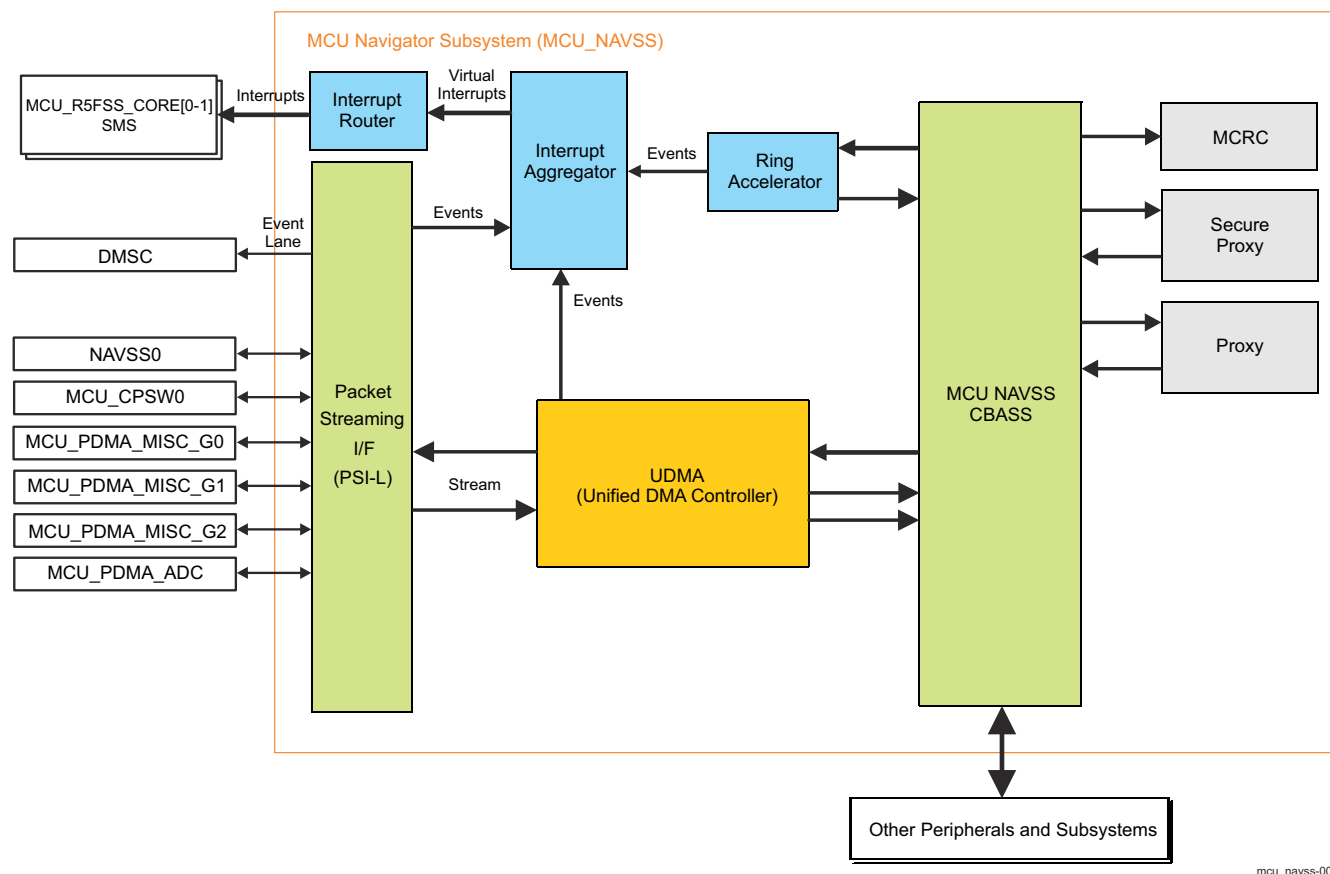 MCU Navigator Subsystem (MCU_NAVSS)
MCU_R5FSS_CORE[0-1]
SMS
Interrupts
Interrupt
Router
Virtual
Interrupts
Interrupt
Aggregator
Events
Ring
Accelerator
MCRC
Secure
Proxy
Proxy
Event
Lane
DMSC
Events
Events
NAVSS0
MCU_CPSW0
MCU_PDMA_MISC_G0
MCU_PDMA_MISC_G1
MCU_PDMA_MISC_G2
MCU_PDMA_ADC
Packet
Streaming
I/F
(PSI-L)
Stream
UDMA
(Unified DMA Controller)
MCU NAVSS
CBASS
Other Peripherals and Subsystems
mcu_navss-00